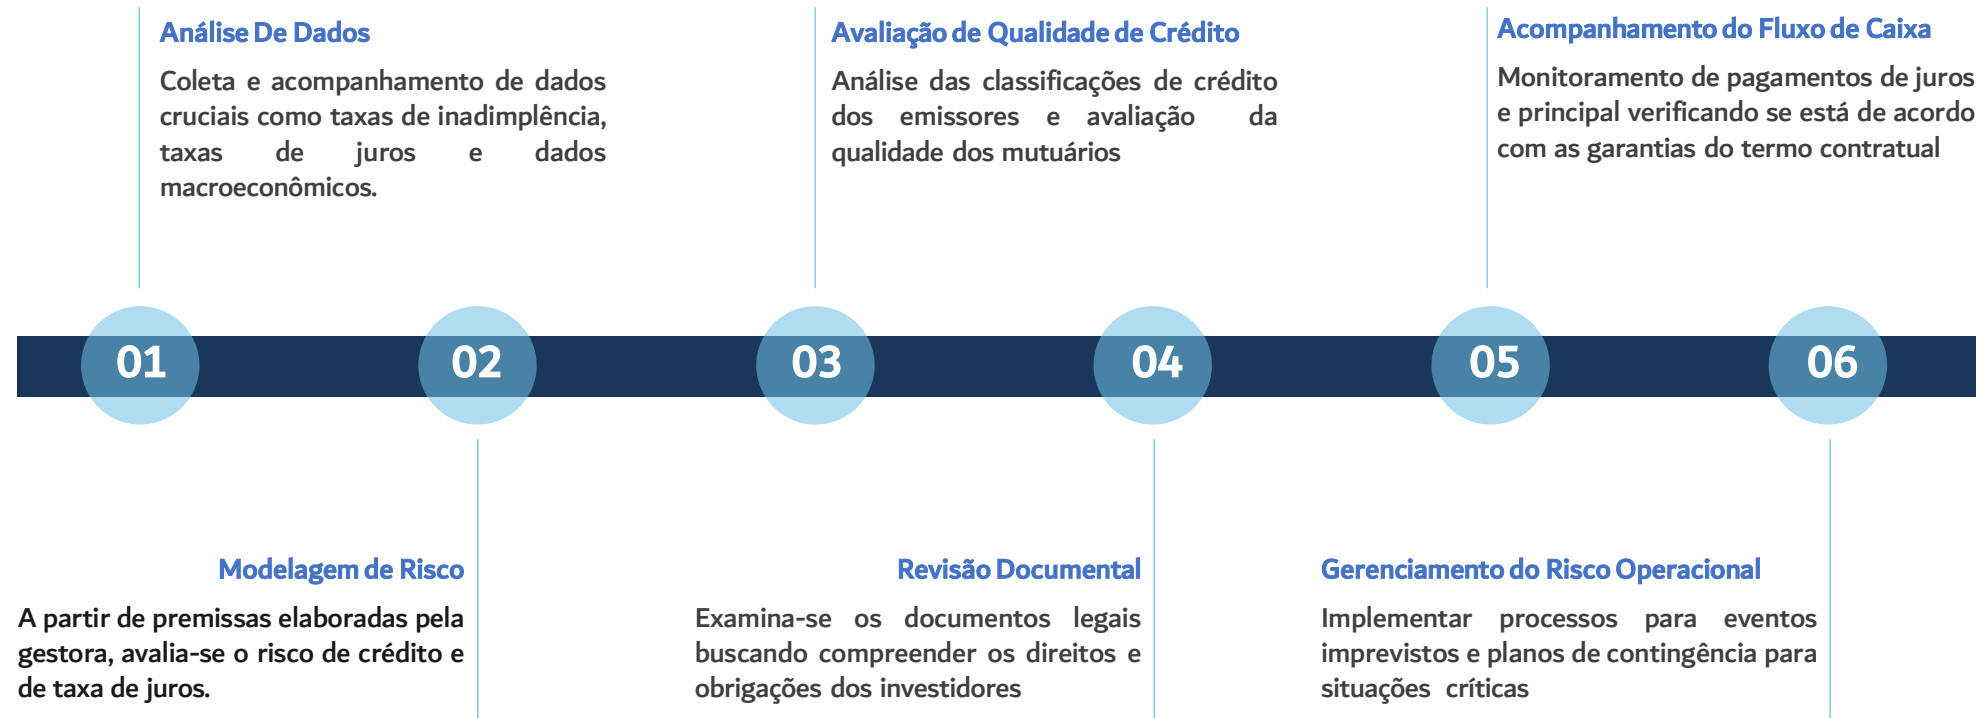 Análise De Dados
Coleta e acompanhamento de dados
cruciais como taxas de inadimplência,
taxas de juros e dados
macroeconômicos.
Avaliação de Qualidade de Crédito
Análise das classificações de crédito
dos emissores e avaliação da
qualidade dos mutuários
Acompanhamento do Fluxo de Caixa
Monitoramento de pagamentos de juros
e principal verificando se está de acordo
com as garantias do termo contratual
01
02
03
04
05
06
Modelagem de Risco
A partir de premissas elaboradas pela
gestora, avalia-se o risco de crédito e
de taxa de juros.
Revisão Documental
Examina-se os documentos legais
buscando compreender os direitos e
obrigações dos investidores
Gerenciamento do Risco Operacional
Implementar processos para eventos
imprevistos e planos de contingência para
situações críticas